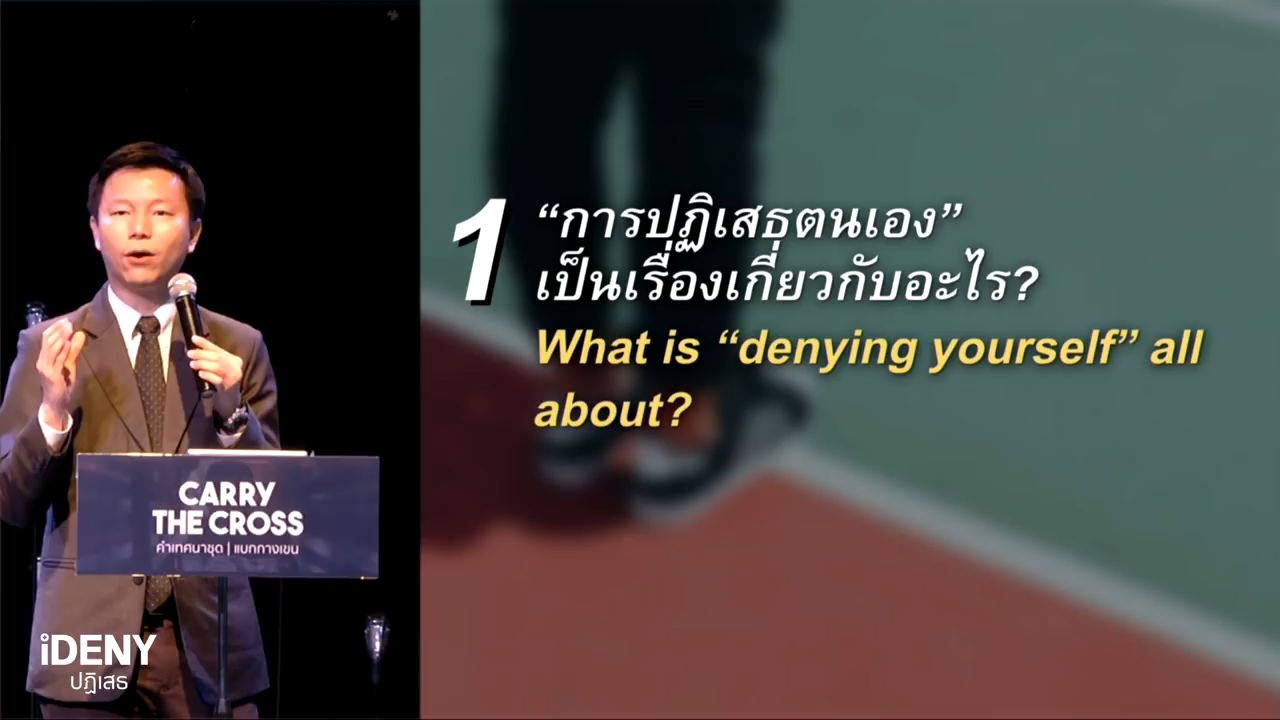 1
“การปฏิเสธตนเอง”
เป็นเรื่องเกี่ยวกับอะไร?
What is “denying yourself” all
about?
CARRY
THE CROSS
คำเทศนาชุด | แบกกางเขน
iDENY
ปฏิเสธ